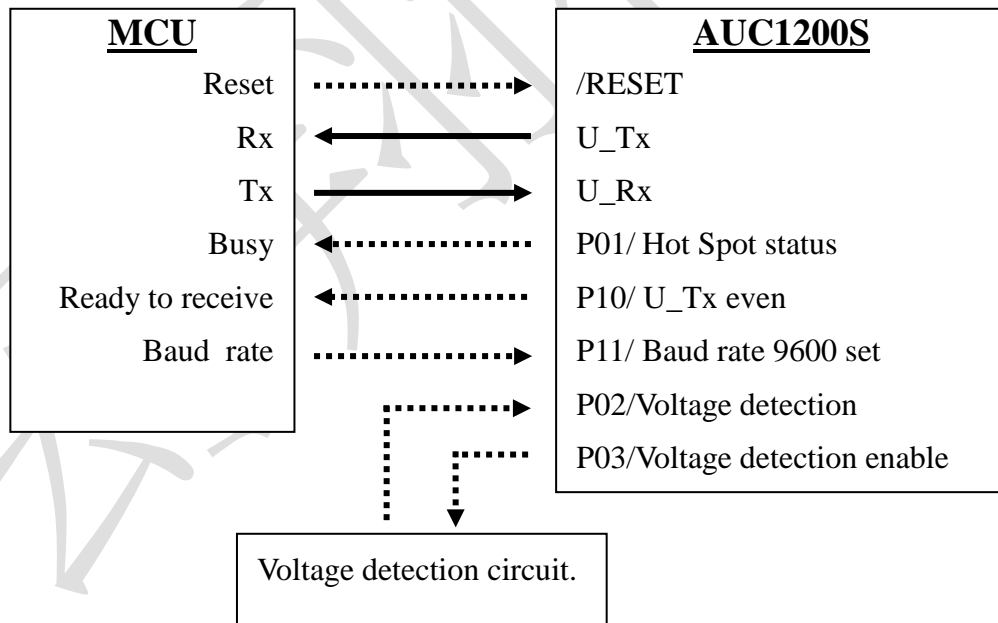 MCU
Reset
Rx
Tx
Busy
Ready to receive
Baud rate
AUC1200S
/RESET
U_Tx
U_Rx
P01/ Hot Spot status
P10/ U_Tx even
P11/ Baud rate 9600 set
P02/Voltage detection
P03/Voltage detection enable
Voltage detection circuit.